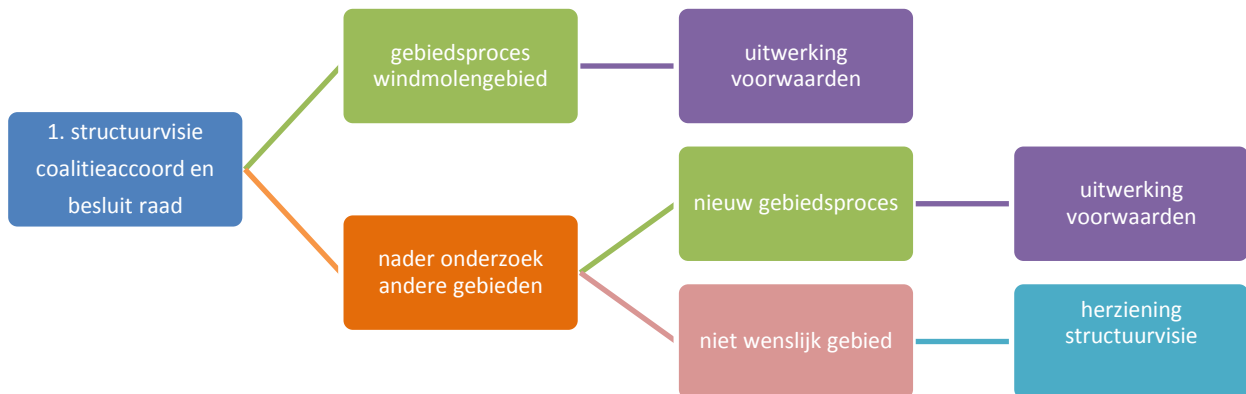 1. structuurvisie
coalitieaccoord en
besluit raad
gebiedsproces
windmolengebied
uitwerking
voorwaarden
nader onderzoek
andere gebieden
nieuw gebiedsproces
uitwerking
voorwaarden
niet wenslijk gebied
herziening
structuurvisie